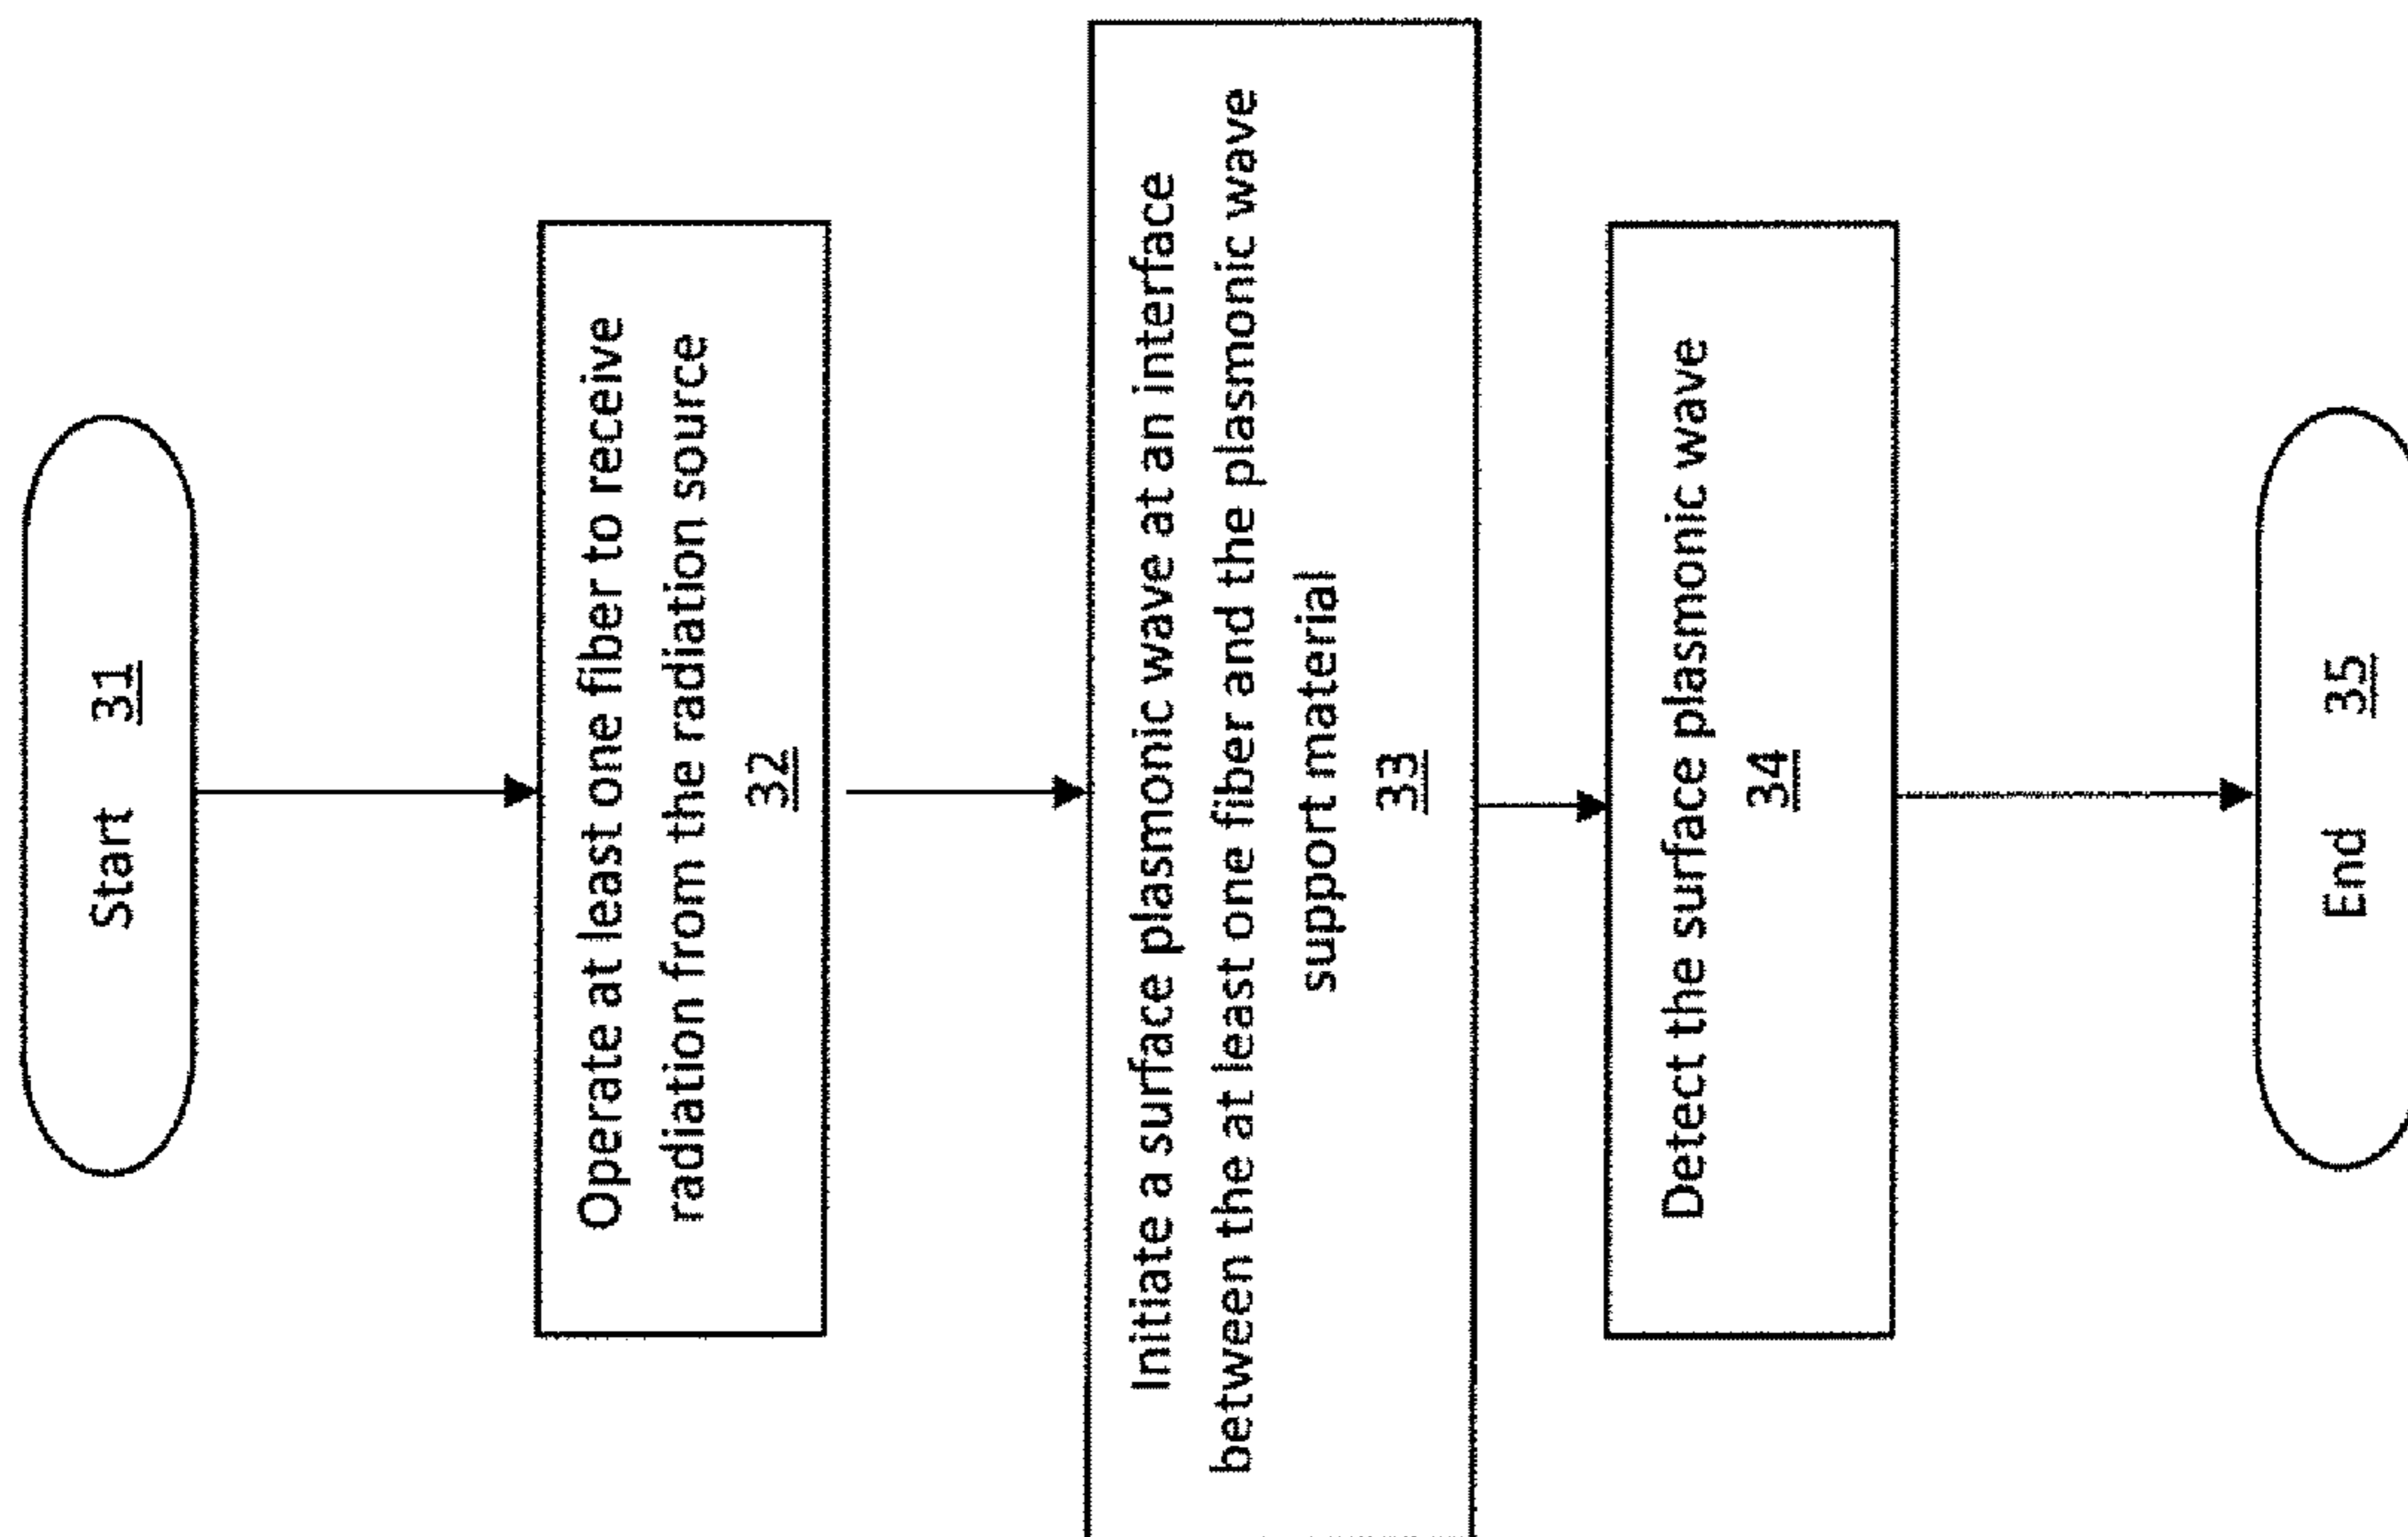 Start 31
Operate at least one fiber to receive
radiation from the radiation source
32
Initiate a surface plasmonic wave at an interface
between the at least one fiber and the plasmonic wave
support material
33
Detect the surface plasmonic wave
34
End 35